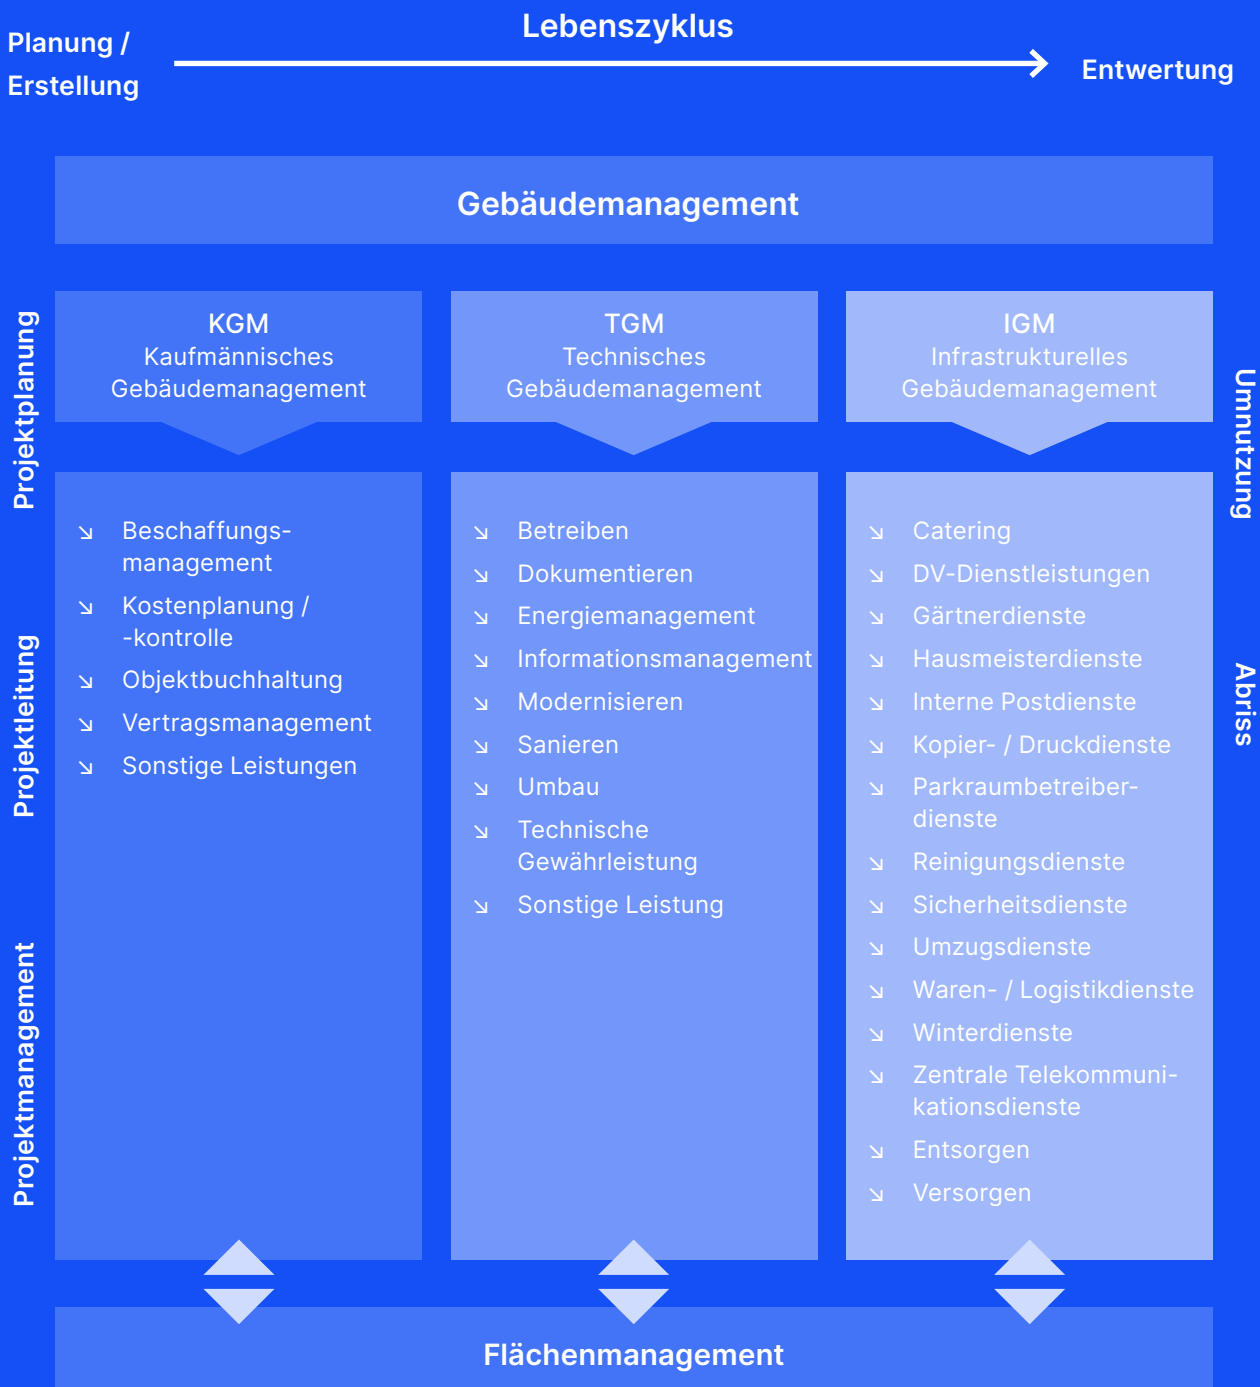 Lebenszyklus
Planung /
Erstellung
Entwertung
Gebäudemanagement
Projektplanung
Projektleitung
Projektmanagement
KGM
Kaufmännisches
Gebäudemanagement
Beschaffungs-
management
Kostenplanung /
-kontrolle
Objektbuchhaltung
Vertragsmanagement
Sonstige Leistungen
TGM
Technisches
Gebäudemanagement
Betreiben
Dokumentieren
Energiemanagement
Informationsmanagement
Modernisieren
Sanieren
Umbau
Technische
Gewährleistung
Sonstige Leistung
IGM
Infrastrukturelles
Gebäudemanagement
Catering
DV-Dienstleistungen
Gärtnerdienste
Hausmeisterdienste
Interne Postdienste
Kopier- / Druckdienste
Parkraumbetreiber-
dienste
Reinigungsdienste
Sicherheitsdienste
Umzugsdienste
Waren- / Logistikdienste
Winterdienste
Zentrale Telekommuni-
kationsdienste
Entsorgen
Versorgen
Umnutzung
Abriss
Flächenmanagement